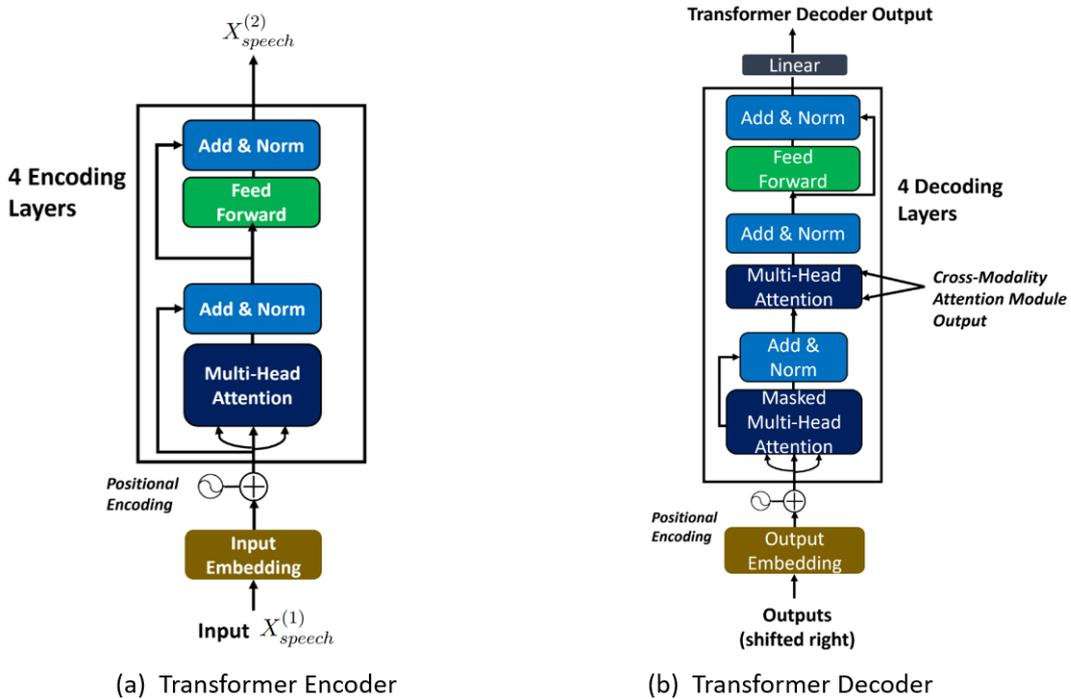 X_{speech}^{(2)}
Add & Norm
4 Encoding
Layers
Feed
Forward
Add & Norm
Multi-Head
Attention
Positional
Encoding
Input
Embedding
Input X_{speech}^{(1)}
(a) Transformer Encoder
Transformer Decoder Output
Linear
Add & Norm
Feed
Forward
4 Decoding
Layers
Add & Norm
Multi-Head
Attention
Cross-Modality
Attention Module
Output
Add &
Norm
Masked
Multi-Head
Attention
Positional
Encoding
Output
Embedding
Outputs
(shifted right)
(b) Transformer Decoder